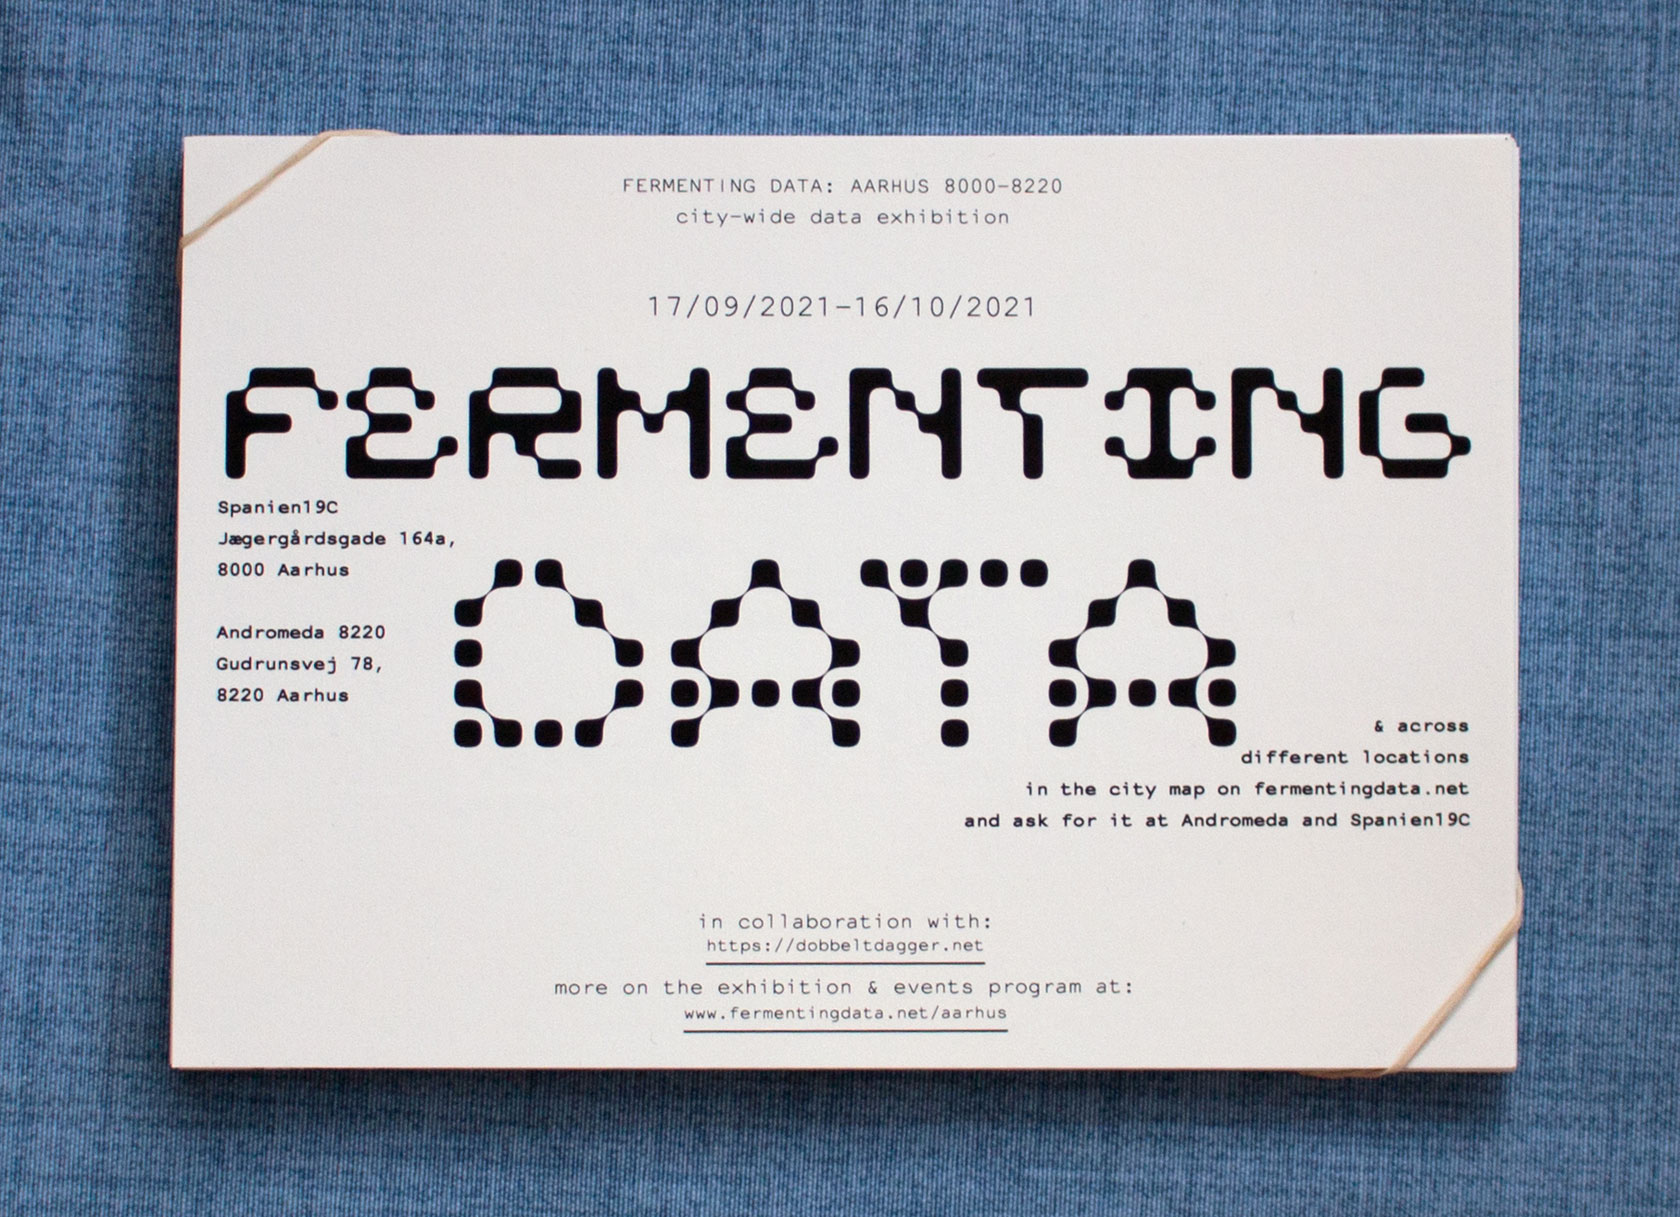 FERMENTING DATA: AARHUS 8000-8220
city-wide data exhibition
17/09/2021-16/10/2021
FERMENTING
DATA
Spanien19C
Jægergårdsgade 164a,
8000 Aarhus
Andromeda 8220
Gudrunsvej 78,
8220 Aarhus
& across
different locations
in the city map on fermentingdata.net
and ask for it at Andromeda and Spanien19C
in collaboration with:
https://dobbeltdagger.net
more on the exhibition & events program at:
www.fermentingdata.net/aarhus